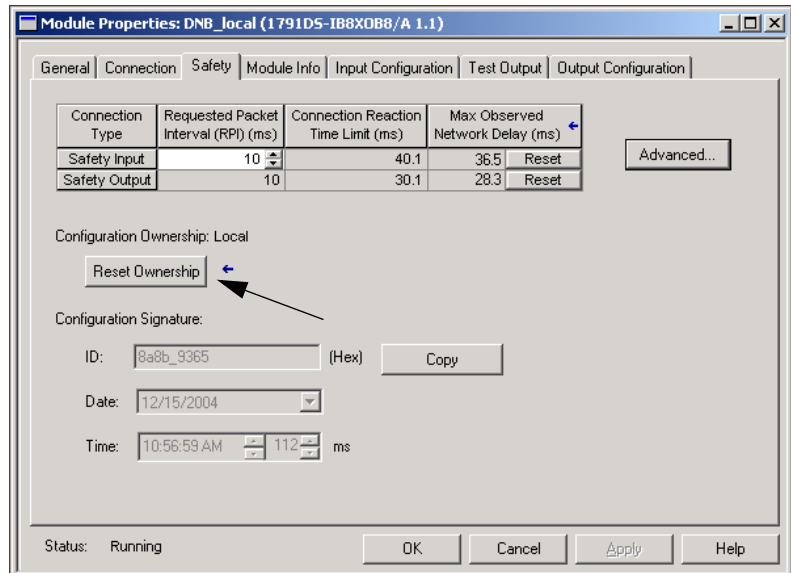 Module Properties: DNB_local (1791DS-IB8XOB8/A 1.1)
General Connection Safety Module Info Input Configuration Test Output Output Configuration
Connection Type Requested Packet Interval (RPI) (ms) Connection Reaction Time Limit (ms) Max Observed Network Delay (ms)
Safety Input 10 40.1 36.5 Reset
Safety Output 10 30.1 28.3 Reset
Advanced...
Configuration Ownership: Local
Reset Ownership
Configuration Signature:
ID: 8a8b_9365 (Hex) Copy
Date: 12/15/2004
Time: 10:56:59 AM 112 ms
Status: Running OK Cancel Apply Help